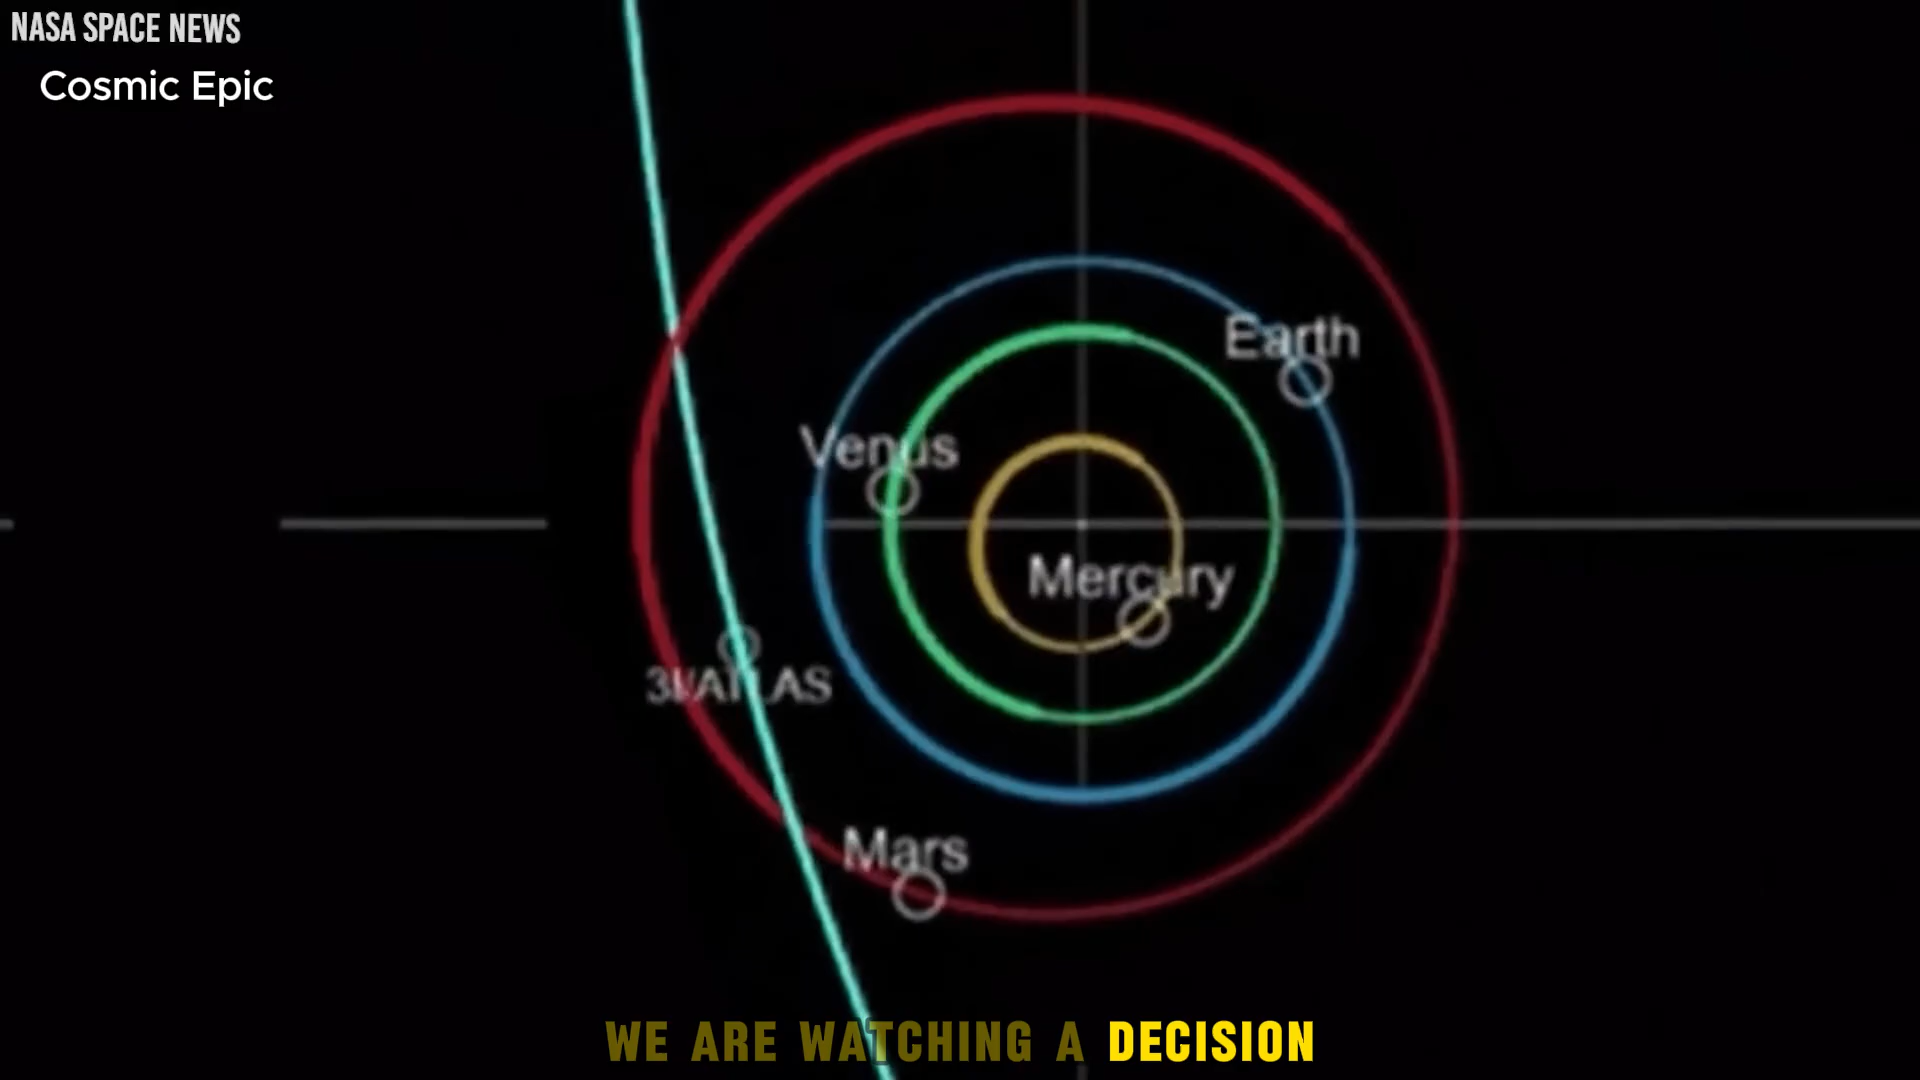 NASA SPACE NEWS
Cosmic Epic
Earth
Venus
Mercury
3I/ATLAS
Mars
WE ARE WATCHING A DECISION